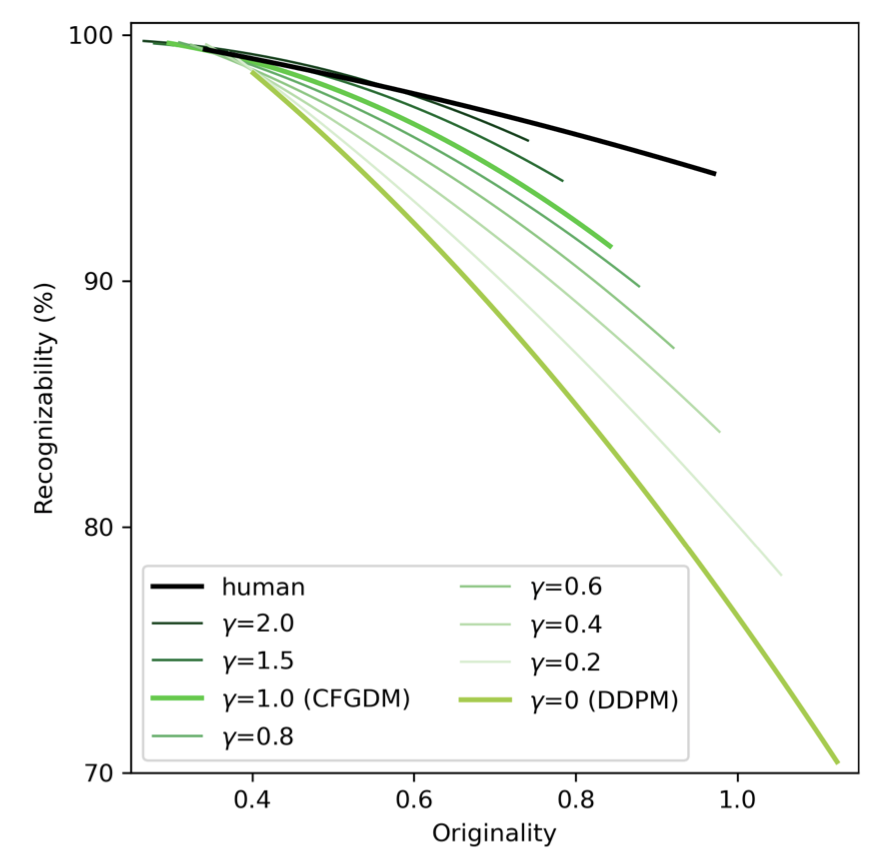 100
90
80
70
Recognizability (%)
human
γ=2.0
γ=1.5
γ=1.0 (CFGDM)
γ=0.8
γ=0.6
γ=0.4
γ=0.2
γ=0 (DDPM)
0.4
0.6
0.8
1.0
Originality